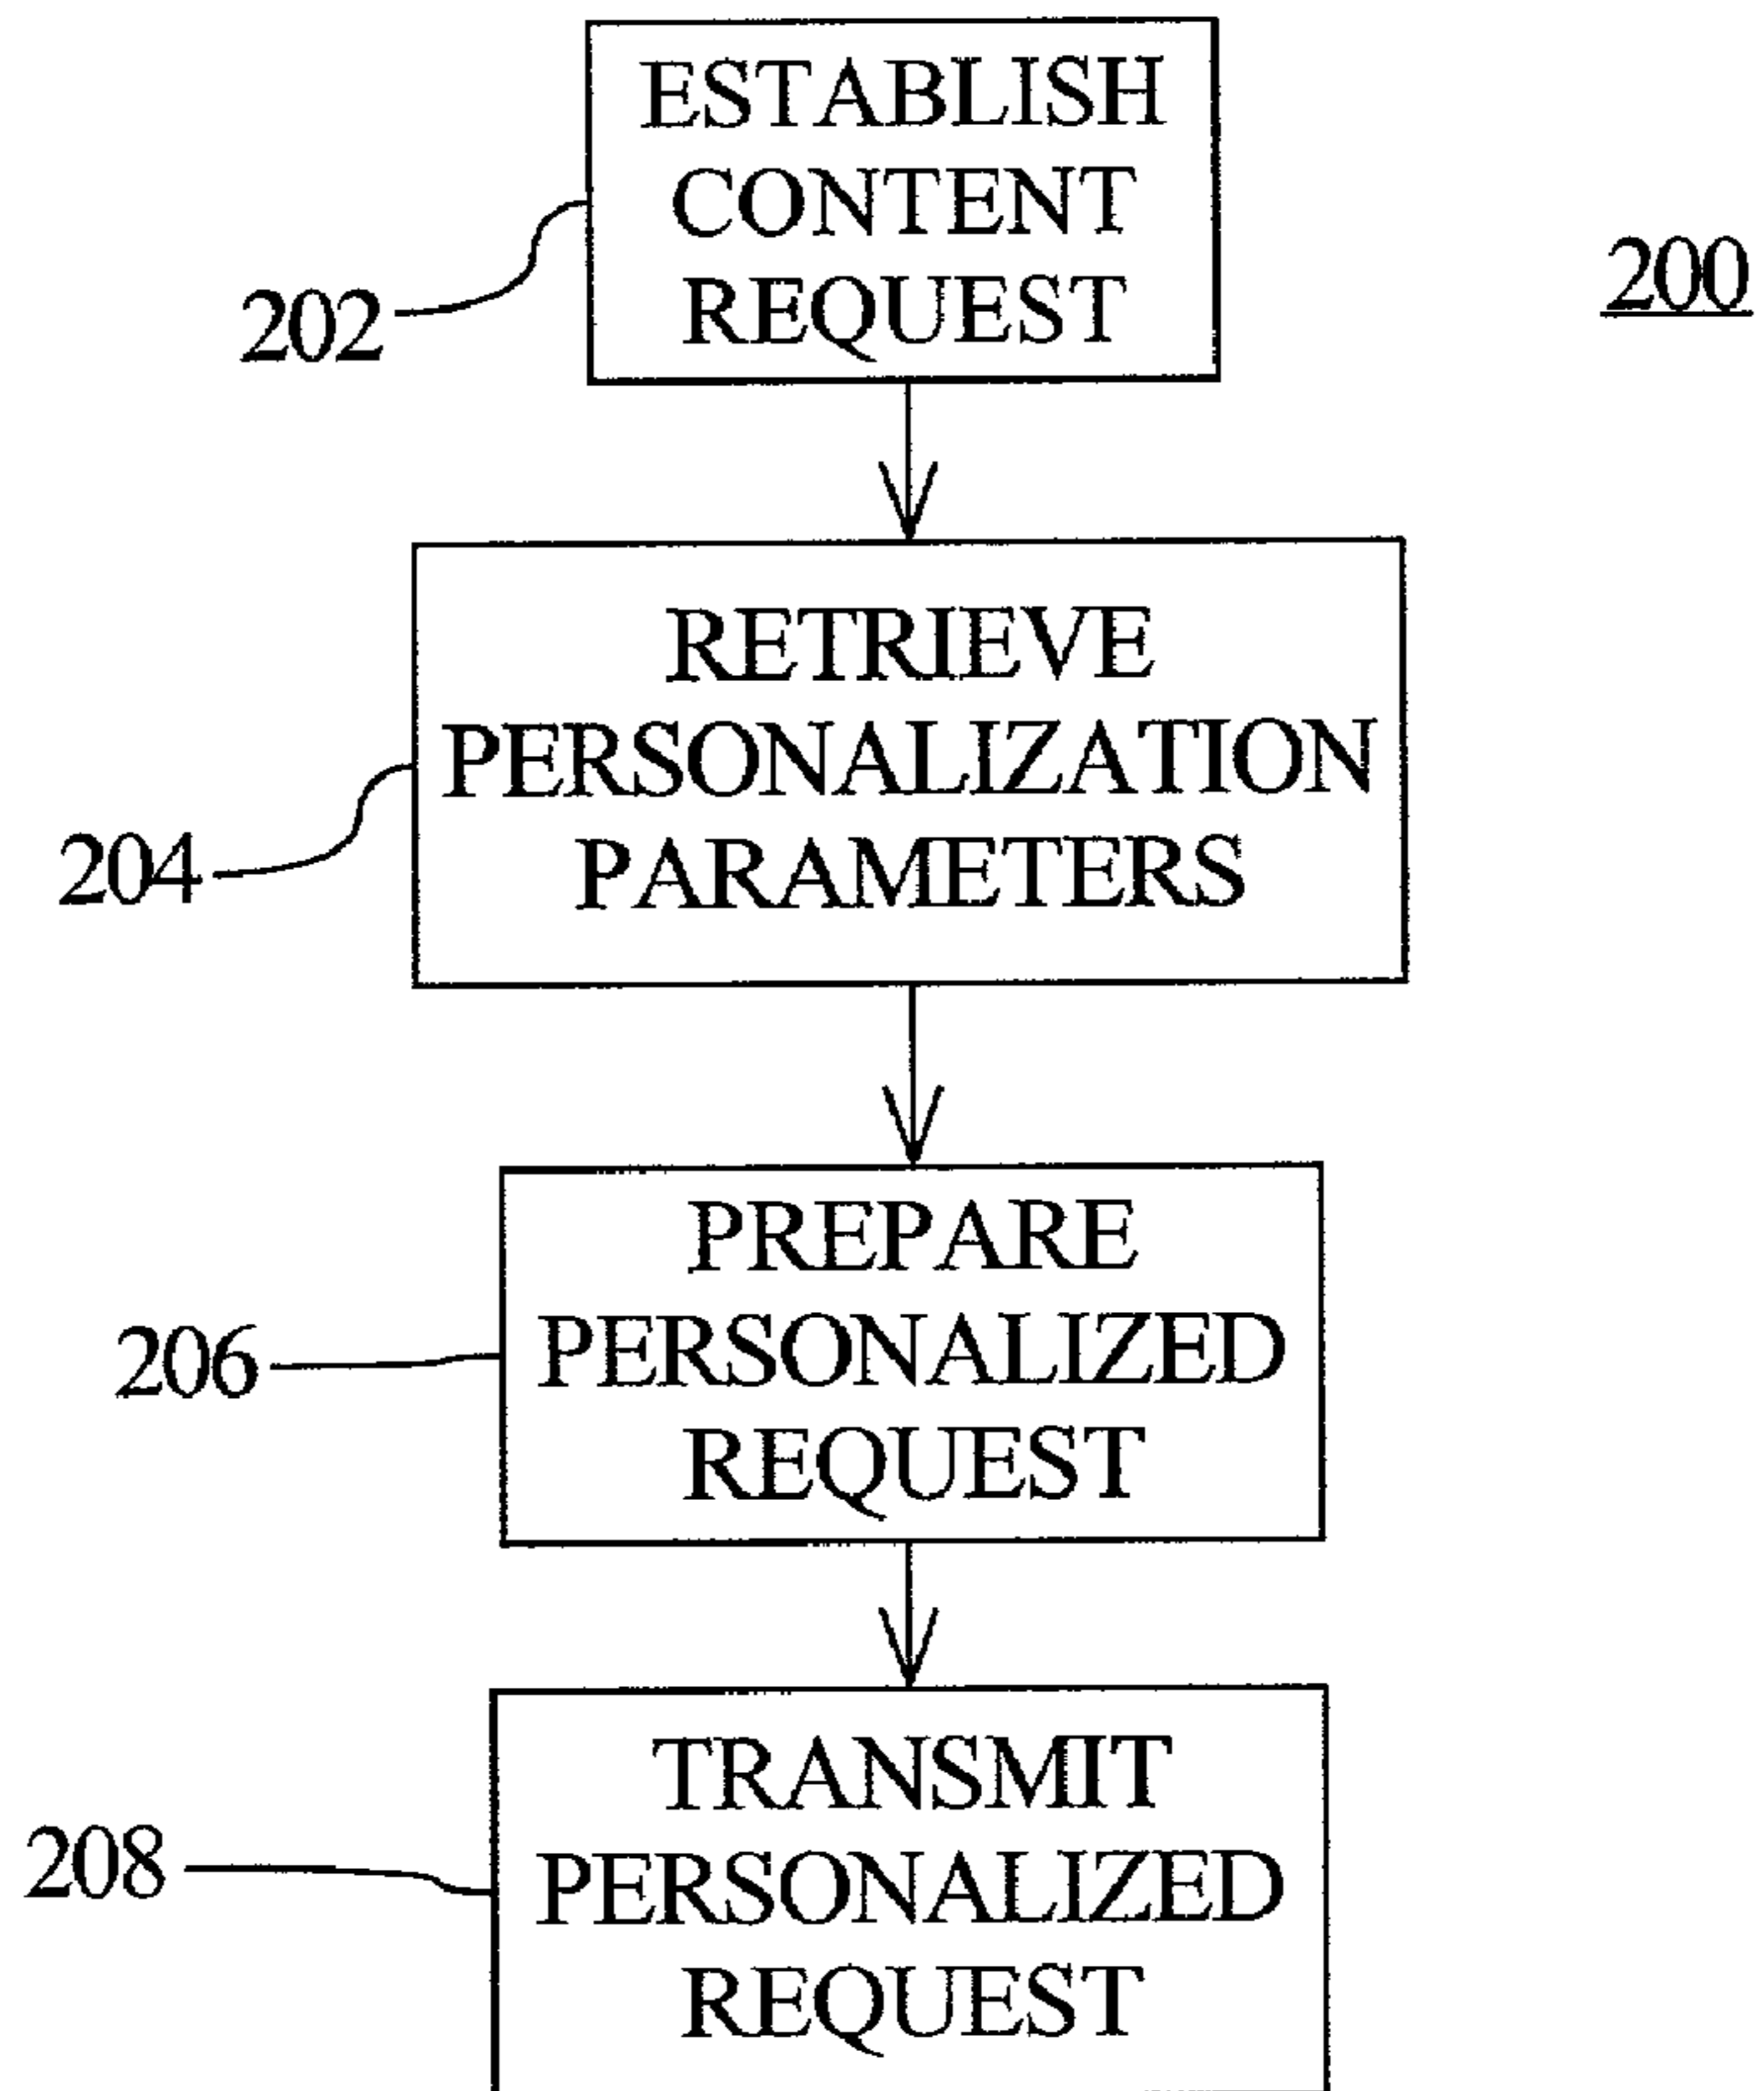 ESTABLISH
CONTENT
REQUEST
200
202
RETRIEVE
PERSONALIZATION
PARAMETERS
204
PREPARE
PERSONALIZED
REQUEST
206
TRANSMIT
PERSONALIZED
REQUEST
208